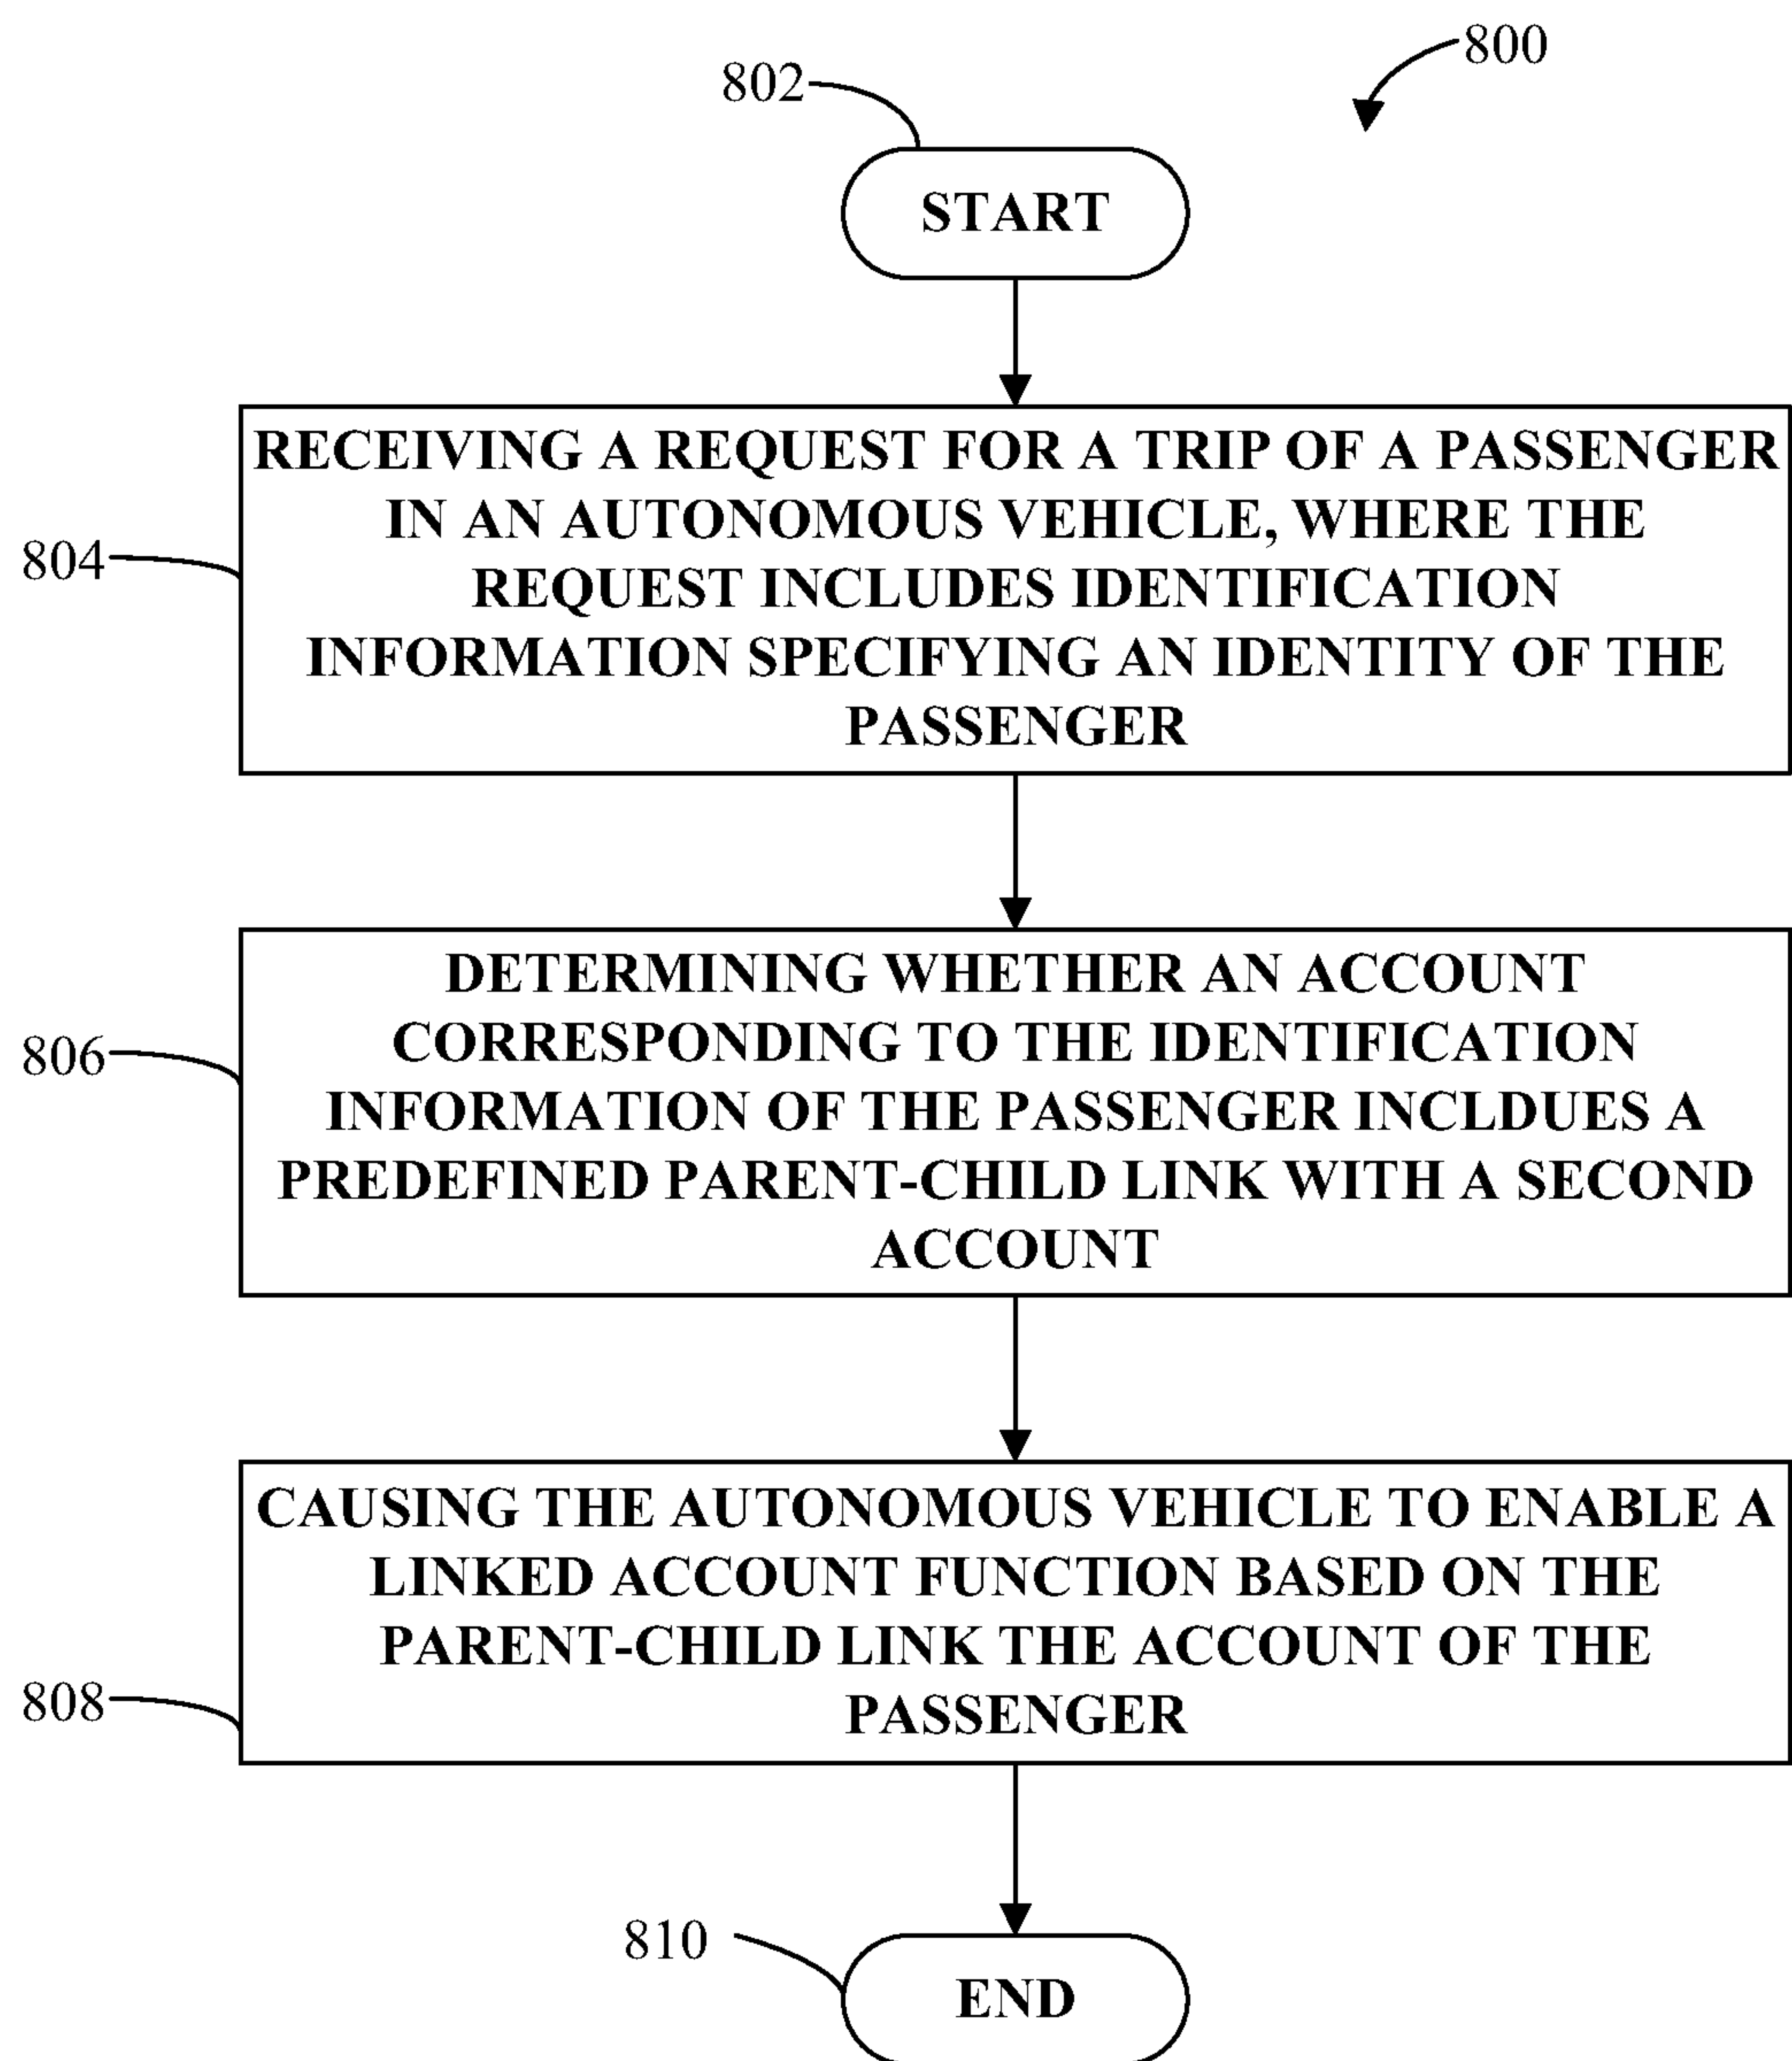 800
802
START
804
RECEIVING A REQUEST FOR A TRIP OF A PASSENGER
IN AN AUTONOMOUS VEHICLE, WHERE THE
REQUEST INCLUDES IDENTIFICATION
INFORMATION SPECIFYING AN IDENTITY OF THE
PASSENGER
806
DETERMINING WHETHER AN ACCOUNT
CORRESPONDING TO THE IDENTIFICATION
INFORMATION OF THE PASSENGER INCLDUES A
PREDEFINED PARENT-CHILD LINK WITH A SECOND
ACCOUNT
808
CAUSING THE AUTONOMOUS VEHICLE TO ENABLE A
LINKED ACCOUNT FUNCTION BASED ON THE
PARENT-CHILD LINK THE ACCOUNT OF THE
PASSENGER
810
END